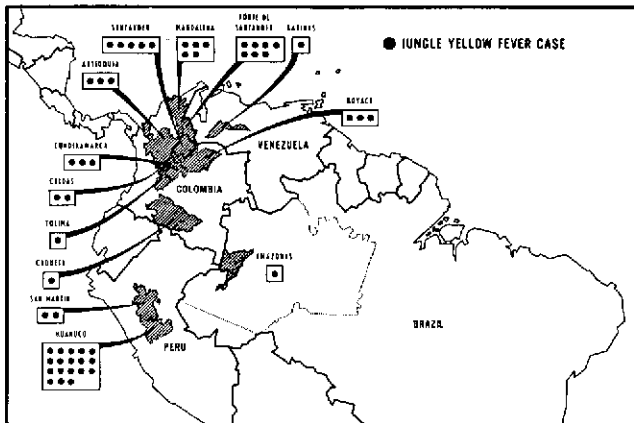 SANTANDER
MAGDALENA
NORTE DE
SANTANDER
BARINAS
JUNGLE YELLOW FEVER CASE
ANTIOQUIA
BOYACA
CUNDINAMARCA
VENEZUELA
CALDAS
COLOMBIA
TOLIMA
CAQUETA
AMAZONAS
SAN MARTIN
HUANUCO
PERU
BRAZIL